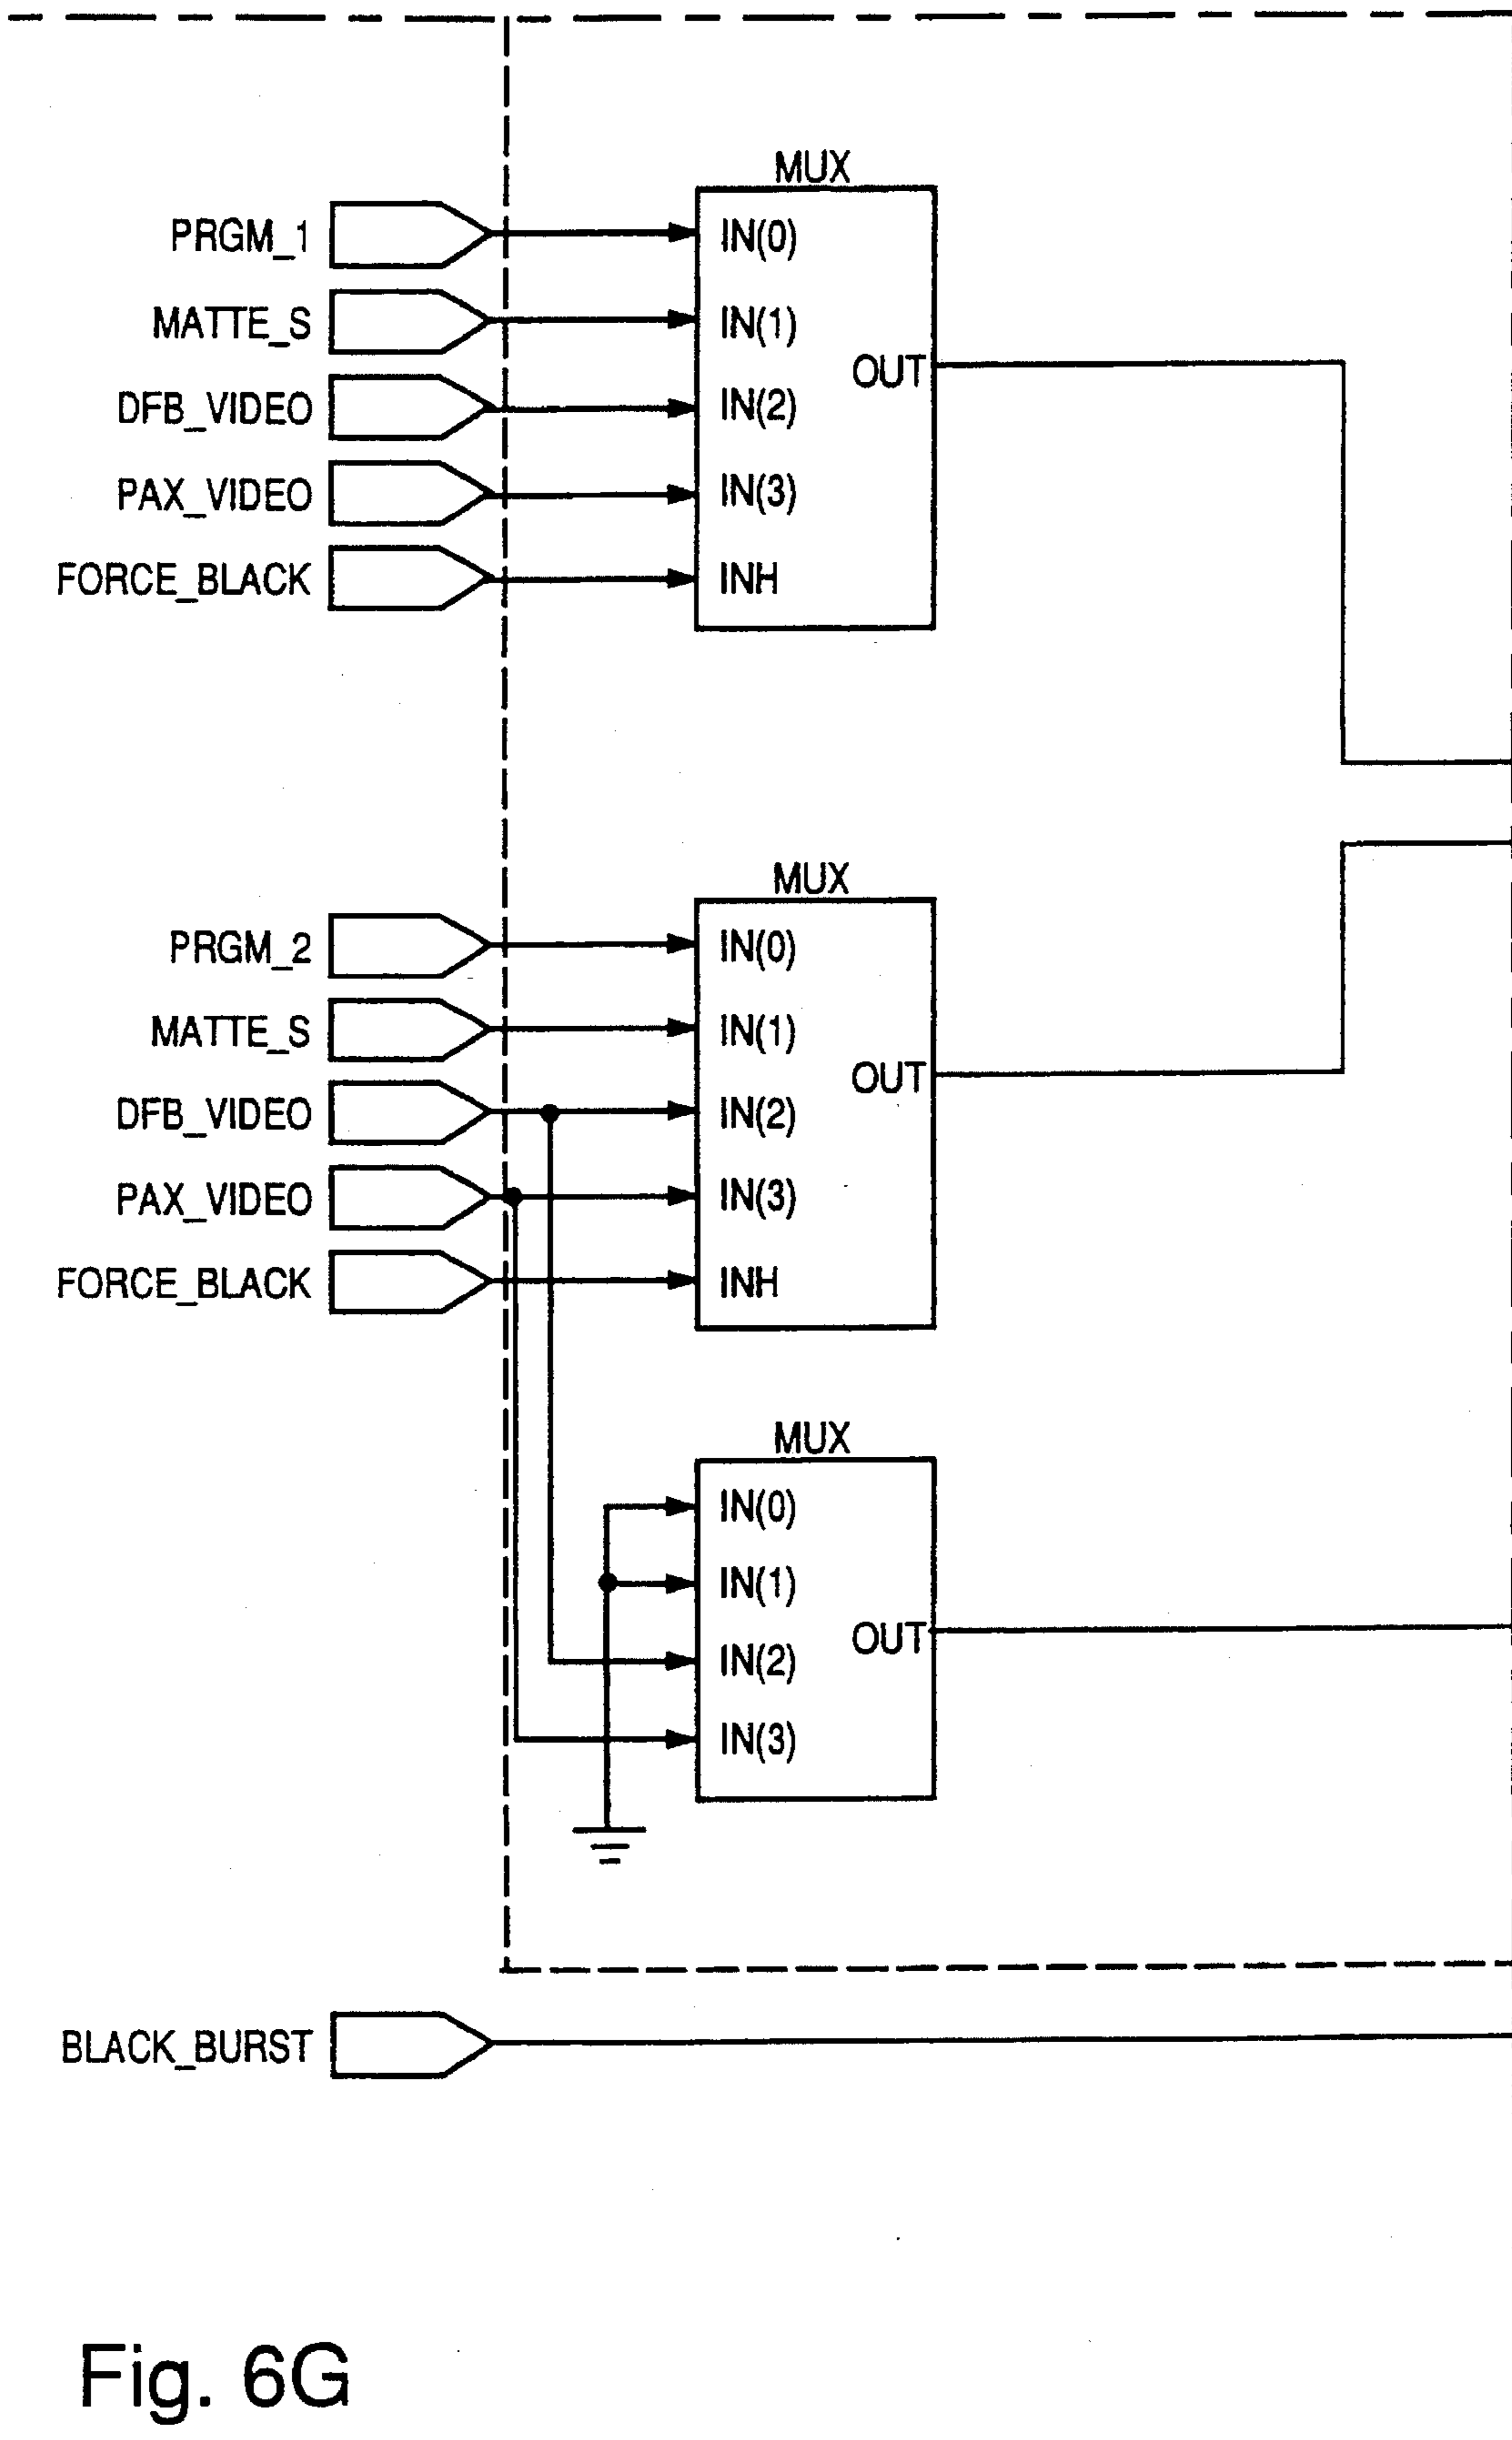 MUX
PRGM_1 IN(0)
MATTE_S IN(1)
OUT
DFB_VIDEO IN(2)
PAX_VIDEO IN(3)
FORCE_BLACK INH
MUX
PRGM_2 IN(0)
MATTE_S IN(1)
OUT
DFB_VIDEO IN(2)
PAX_VIDEO IN(3)
FORCE_BLACK INH
MUX
IN(0)
IN(1)
OUT
IN(2)
IN(3)
BLACK_BURST
Fig. 6G